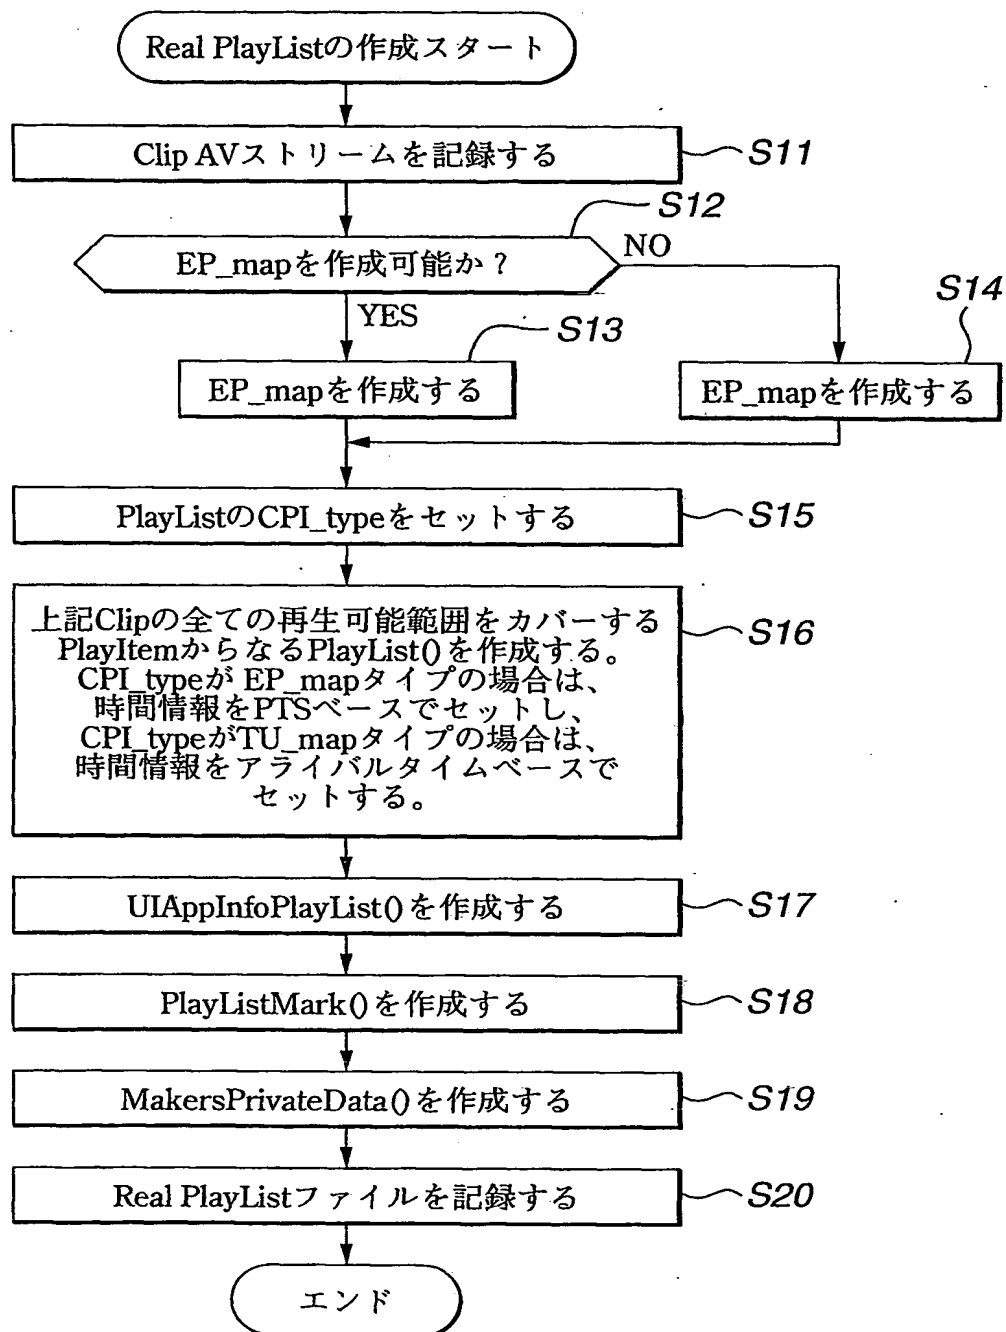 Real PlayListの作成スタート
Clip AVストリームを記録する
S11
S12
EP_mapを作成可能か？
NO
YES
S13
S14
EP_mapを作成する
EP_mapを作成する
PlayListのCPI_typeをセットする
S15
上記Clipの全ての再生可能範囲をカバーする
PlayItemからなるPlayList()を作成する。
CPI_typeが EP_mapタイプの場合は、
時間情報をPTSベースでセットし、
CPI_typeがTU_mapタイプの場合は、
時間情報をアライバルタイムベースで
セットする。
S16
UIAppInfoPlayList()を作成する
S17
PlayListMark()を作成する
S18
MakersPrivateData()を作成する
S19
Real PlayListファイルを記録する
S20
エンド